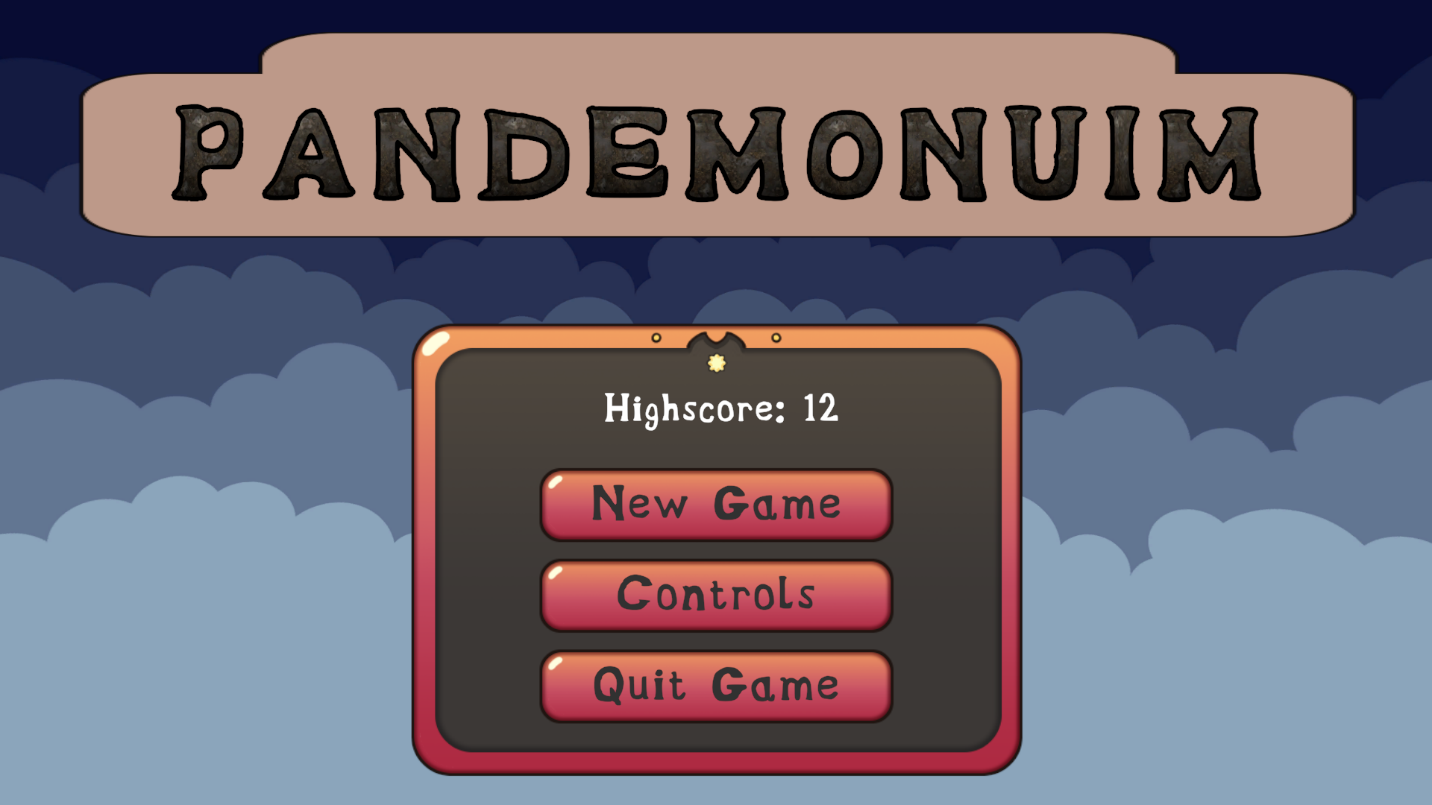 PANDEMONUIM
Highscore: 12
New Game
Controls
Quit Game